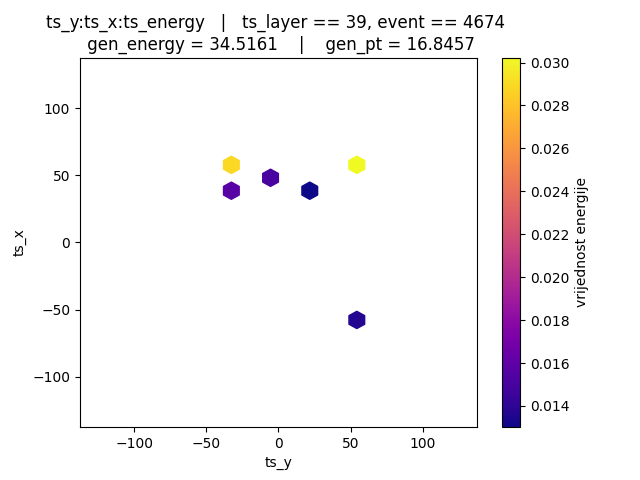 ts_y:ts_x:ts_energy | ts_layer == 39, event == 4674
gen_energy = 34.5161 | gen_pt = 16.8457
100
50
0
−50
−100
ts_x
−100 −50 0 50 100
ts_y
0.030
0.028
0.026
0.024
0.022
0.020
0.018
0.016
0.014
vrijednost energije